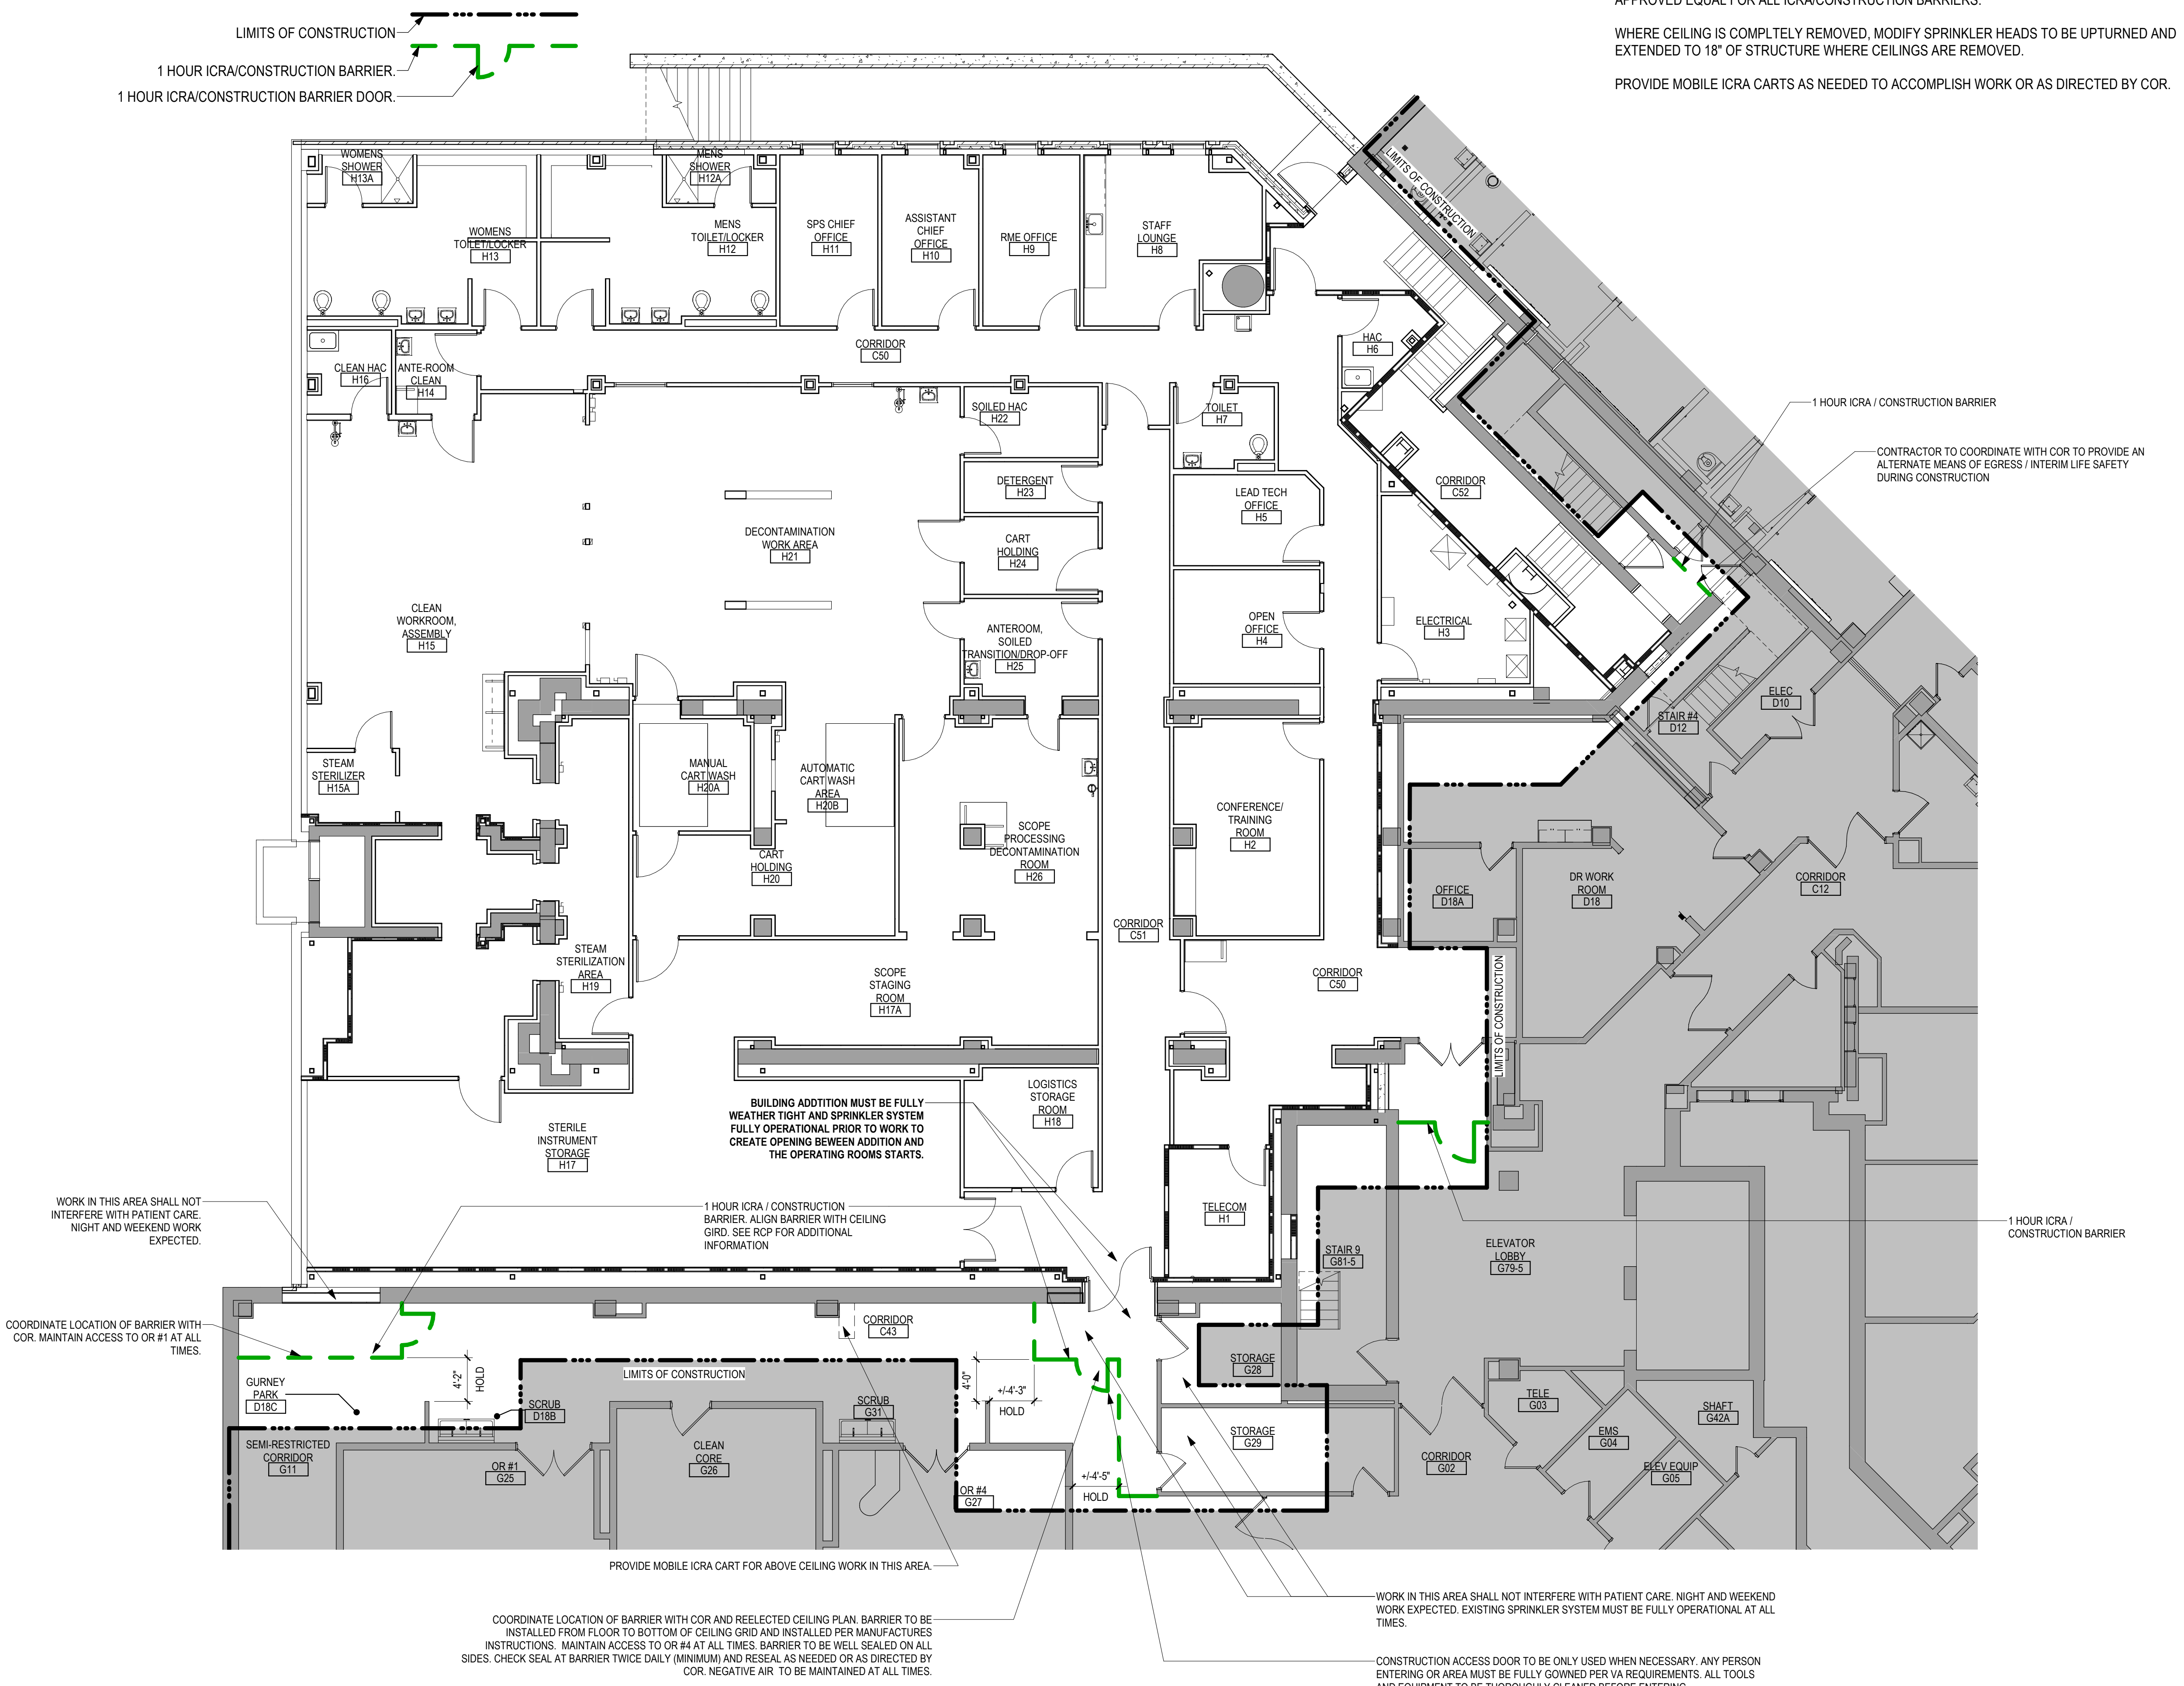 LIMITS OF CONSTRUCTION
1 HOUR ICRA/CONSTRUCTION BARRIER.
1 HOUR ICRA/CONSTRUCTION BARRIER DOOR.
APPROVED EQUAL FOR ALL ICRA/CONSTRUCTION BARRIERS.
WHERE CEILING IS COMPLTELY REMOVED, MODIFY SPRINKLER HEADS TO BE UPTURNED AND
EXTENDED TO 18" OF STRUCTURE WHERE CEILINGS ARE REMOVED.
PROVIDE MOBILE ICRA CARTS AS NEEDED TO ACCOMPLISH WORK OR AS DIRECTED BY COR.
WOMENS
SHOWER
H13A
MENS
SHOWER
H12A
WOMENS
TOILET/LOCKER
H13
MENS
TOILET/LOCKER
H12
SPS CHIEF
OFFICE
H11
ASSISTANT
CHIEF
OFFICE
H10
RME OFFICE
H9
STAFF
LOUNGE
H8
LIMITS OF CONSTRUCTION
CORRIDOR
C50
HAC
H6
CLEAN HAC
H16
ANTE-ROOM
CLEAN
H14
SOILED HAC
H22
TOILET
H7
1 HOUR ICRA / CONSTRUCTION BARRIER
CONTRACTOR TO COORDINATE WITH COR TO PROVIDE AN
ALTERNATE MEANS OF EGRESS / INTERIM LIFE SAFETY
DURING CONSTRUCTION
DETERGENT
H23
LEAD TECH
OFFICE
H5
CORRIDOR
C52
DECONTAMINATION
WORK AREA
H21
CART
HOLDING
H24
CLEAN
WORKROOM,
ASSEMBLY
H15
ANTEROOM,
SOILED
TRANSITION/DROP-OFF
H25
OPEN
OFFICE
H4
ELECTRICAL
H3
ELEC
D10
STAIR #4
D12
STEAM
STERILIZER
H15A
MANUAL
CART WASH
H20A
AUTOMATIC
CART WASH
AREA
H20B
CONFERENCE/
TRAINING
ROOM
H2
SCOPE
PROCESSING
DECONTAMINATION
ROOM
H26
CART
HOLDING
H20
OFFICE
D18A
DR WORK
ROOM
D18
CORRIDOR
C12
CORRIDOR
C51
STEAM
STERILIZATION
AREA
H19
SCOPE
STAGING
ROOM
H17A
CORRIDOR
C50
LIMITS OF CONSTRUCTION
BUILDING ADDTITION MUST BE FULLY
WEATHER TIGHT AND SPRINKLER SYSTEM
FULLY OPERATIONAL PRIOR TO WORK TO
CREATE OPENING BEWEEN ADDITION AND
THE OPERATING ROOMS STARTS.
LOGISTICS
STORAGE
ROOM
H18
STERILE
INSTRUMENT
STORAGE
H17
WORK IN THIS AREA SHALL NOT
INTERFERE WITH PATIENT CARE.
NIGHT AND WEEKEND WORK
EXPECTED.
1 HOUR ICRA / CONSTRUCTION
BARRIER. ALIGN BARRIER WITH CEILING
GIRD. SEE RCP FOR ADDITIONAL
INFORMATION
TELECOM
H1
STAIR 9
G81-5
ELEVATOR
LOBBY
G79-5
1 HOUR ICRA /
CONSTRUCTION BARRIER
COORDINATE LOCATION OF BARRIER WITH
COR. MAINTAIN ACCESS TO OR #1 AT ALL
TIMES.
CORRIDOR
C43
LIMITS OF CONSTRUCTION
4'-2"
HOLD
4'-0"
+/-4'-3"
HOLD
STORAGE
G28
GURNEY
PARK
D18C
SCRUB
D18B
SCRUB
G31
TELE
G03
SHAFT
G42A
SEMI-RESTRICTED
CORRIDOR
G11
OR #1
G25
CLEAN
CORE
G26
STORAGE
G29
EMS
G04
CORRIDOR
G02
ELEV EQUIP
G05
OR #4
G27
+/-4'-5"
HOLD
PROVIDE MOBILE ICRA CART FOR ABOVE CEILING WORK IN THIS AREA.
WORK IN THIS AREA SHALL NOT INTERFERE WITH PATIENT CARE. NIGHT AND WEEKEND
WORK EXPECTED. EXISTING SPRINKLER SYSTEM MUST BE FULLY OPERATIONAL AT ALL
TIMES.
COORDINATE LOCATION OF BARRIER WITH COR AND REELECTED CEILING PLAN. BARRIER TO BE
INSTALLED FROM FLOOR TO BOTTOM OF CEILING GRID AND INSTALLED PER MANUFACTURES
INSTRUCTIONS. MAINTAIN ACCESS TO OR #4 AT ALL TIMES. BARRIER TO BE WELL SEALED ON ALL
SIDES. CHECK SEAL AT BARRIER TWICE DAILY (MINIMUM) AND RESEAL AS NEEDED OR AS DIRECTED BY
COR. NEGATIVE AIR TO BE MAINTAINED AT ALL TIMES.
CONSTRUCTION ACCESS DOOR TO BE ONLY USED WHEN NECESSARY. ANY PERSON
ENTERING OR AREA MUST BE FULLY GOWNED PER VA REQUIREMENTS. ALL TOOLS
AND EQUIPMENT TO BE THOROUGHLY CLEANED BEFORE ENTERING